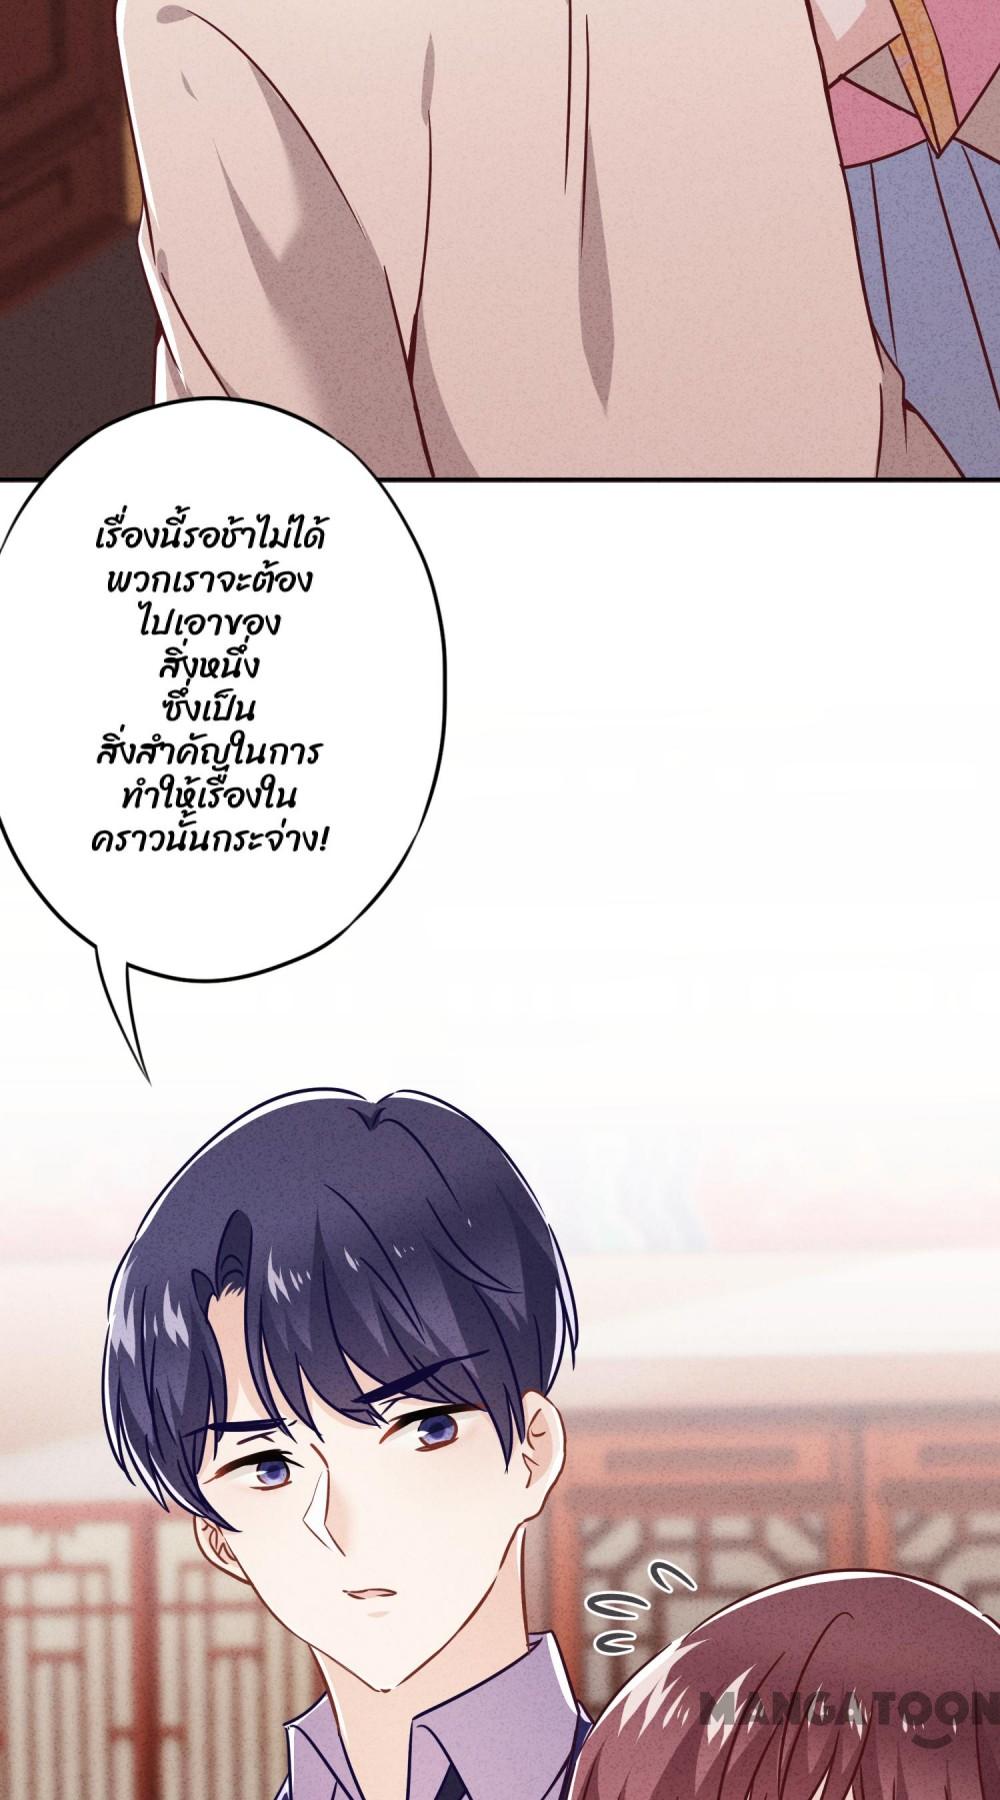 เรื่องนี้รอช้าไม่ได้
พวกเราจะต้อง
ไปเอาของ
สิ่งหนึ่ง
ซึ่งเป็น
สิ่งสำคัญในการ
ทำให้เรื่องใน
คราวนั้นกระจ่าง!
MANGATOON